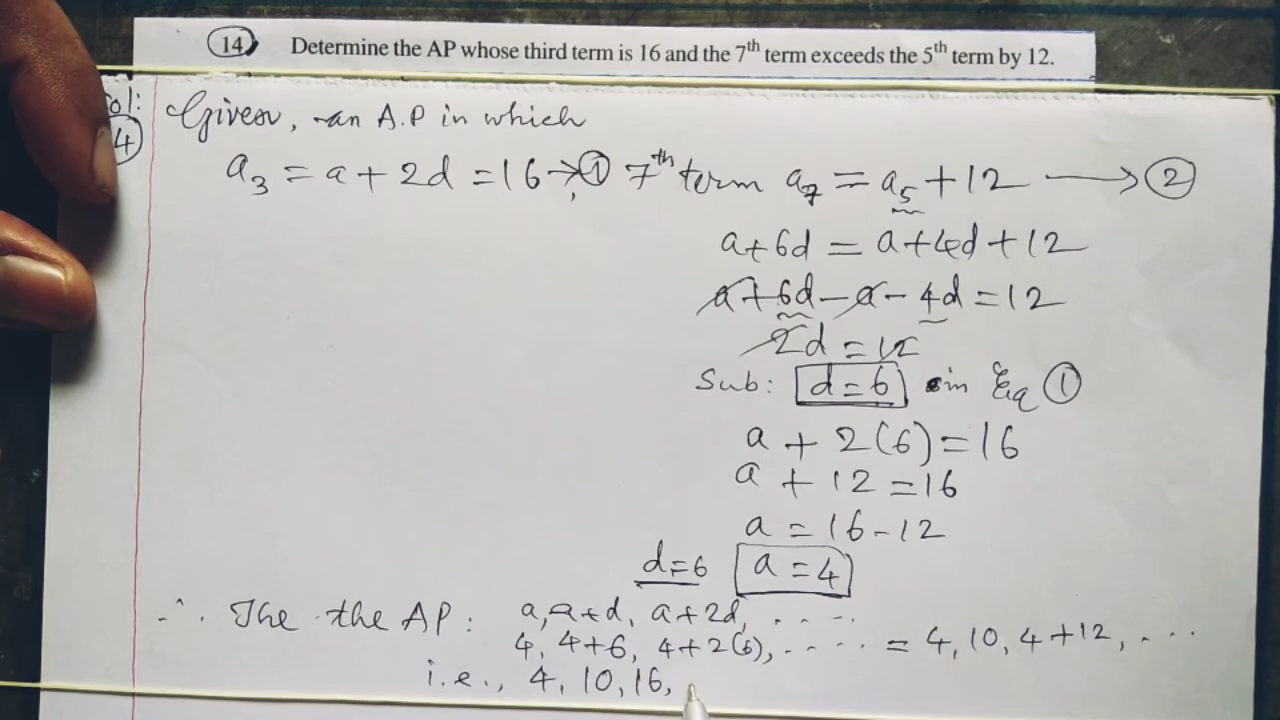 14 Determine the AP whose third term is 16 and the 7th term exceeds the 5th term by 12.
ol: Given, an A.P in which
4
a₃ = a + 2d = 16 → ① 7th term a₇ = a₅ + 12 ⟶ ②
a + 6d = a + 4d + 12
a + 6d - a - 4d = 12
2d = 12
Sub: d = 6 in Eq ①
a + 2(6) = 16
a + 12 = 16
a = 16 - 12
d = 6 a = 4
∴ The the AP: a, a+d, a+2d, .....
4, 4+6, 4+2(6), ..... = 4, 10, 4+12, ...
i.e., 4, 10, 16,